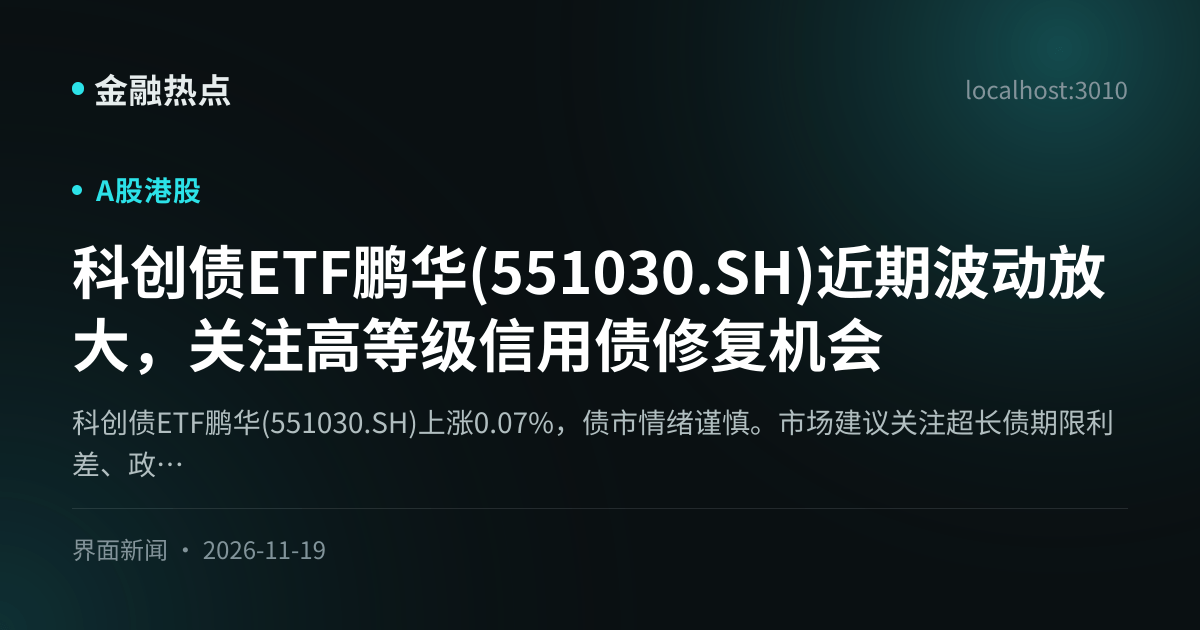 金融热点
localhost:3010
A股港股
科创债ETF鹏华(551030.SH)近期波动放
大，关注高等级信用债修复机会
科创债ETF鹏华(551030.SH)上涨0.07%，债市情绪谨慎。市场建议关注超长债期限利
差、政…
界面新闻 • 2026-11-19